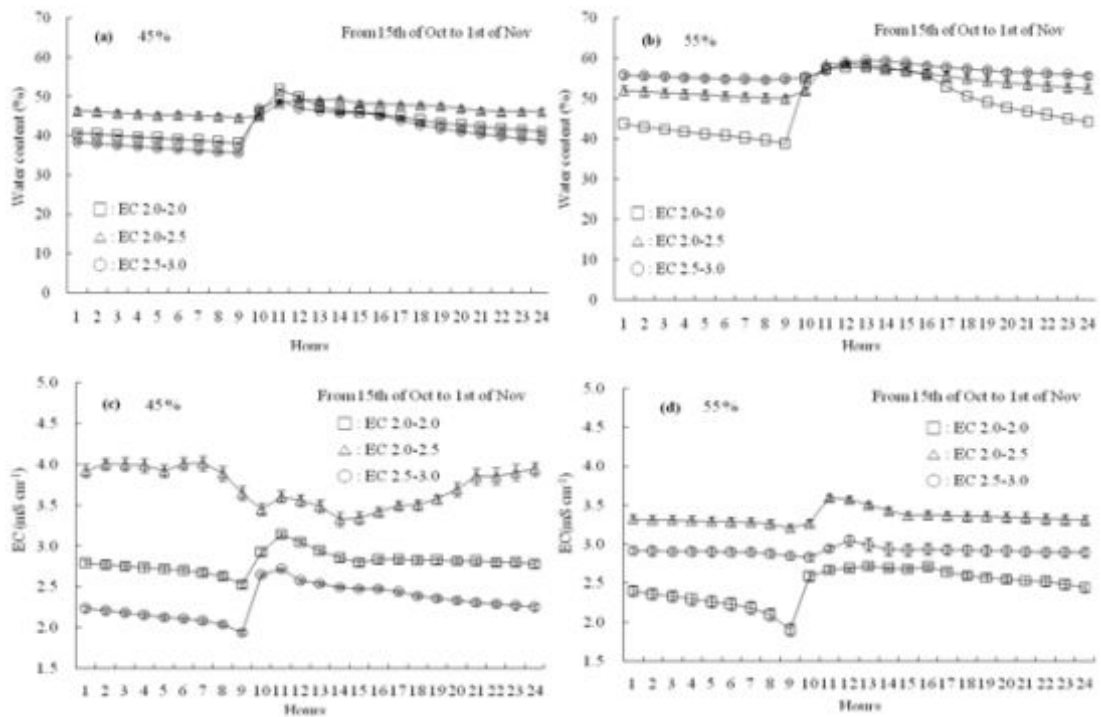 (a) 45% From 15th of Oct to 1st of Nov
Water content (%)
70
60
50
40
30
20
10
0
: EC 2.0-2.0
: EC 2.0-2.5
: EC 2.5-3.0
1 2 3 4 5 6 7 8 9 10 11 12 13 14 15 16 17 18 19 20 21 22 23 24
Hours
(b) 55% From 15th of Oct to 1st of Nov
Water content (%)
70
60
50
40
30
20
10
0
: EC 2.0-2.0
: EC 2.0-2.5
: EC 2.5-3.0
1 2 3 4 5 6 7 8 9 10 11 12 13 14 15 16 17 18 19 20 21 22 23 24
Hours
(c) 45% From 15th of Oct to 1st of Nov
EC (mS cm⁻¹)
5.0
4.5
4.0
3.5
3.0
2.5
2.0
1.5
: EC 2.0-2.0
: EC 2.0-2.5
: EC 2.5-3.0
1 2 3 4 5 6 7 8 9 10 11 12 13 14 15 16 17 18 19 20 21 22 23 24
Hours
(d) 55% From 15th of Oct to 1st of Nov
EC(mS cm⁻¹)
5.0
4.5
4.0
3.5
3.0
2.5
2.0
1.5
: EC 2.0-2.0
: EC 2.0-2.5
: EC 2.5-3.0
1 2 3 4 5 6 7 8 9 10 11 12 13 14 15 16 17 18 19 20 21 22 23 24
Hours